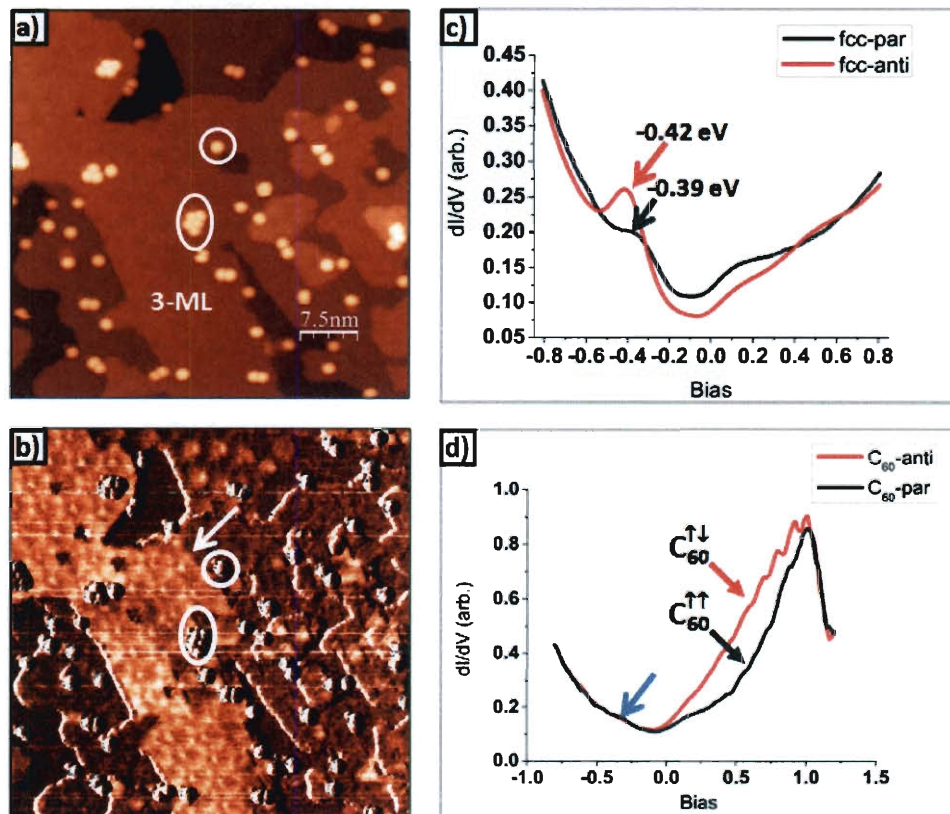 a)
3-ML
7.5nm
b)
c)
fcc-par
fcc-anti
-0.42 eV
-0.39 eV
dI/dV (arb.)
0.45
0.40
0.35
0.30
0.25
0.20
0.15
0.10
0.05
-0.8 -0.6 -0.4 -0.2 0.0 0.2 0.4 0.6 0.8
Bias
d)
C60-anti
C60-par
C60↑↓
C60↑↑
dI/dV (arb.)
1.0
0.8
0.6
0.4
0.2
0.0
-1.0 -0.5 0.0 0.5 1.0 1.5
Bias